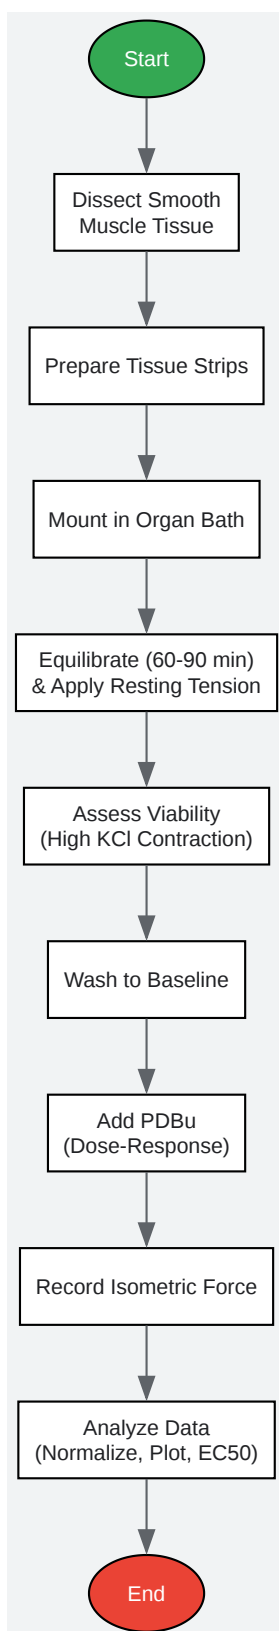 Start
Dissect Smooth
Muscle Tissue
Prepare Tissue Strips
Mount in Organ Bath
Equilibrate (60-90 min)
& Apply Resting Tension
Assess Viability
(High KCl Contraction)
Wash to Baseline
Add PDBu
(Dose-Response)
Record Isometric Force
Analyze Data
(Normalize, Plot, EC50)
End